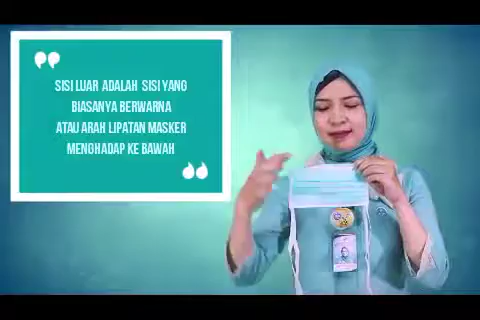 SISI LUAR ADALAH SISI YANG
BIASANYA BERWARNA
ATAU ARAH LIPATAN MASKER
MENGHADAP KE BAWAH